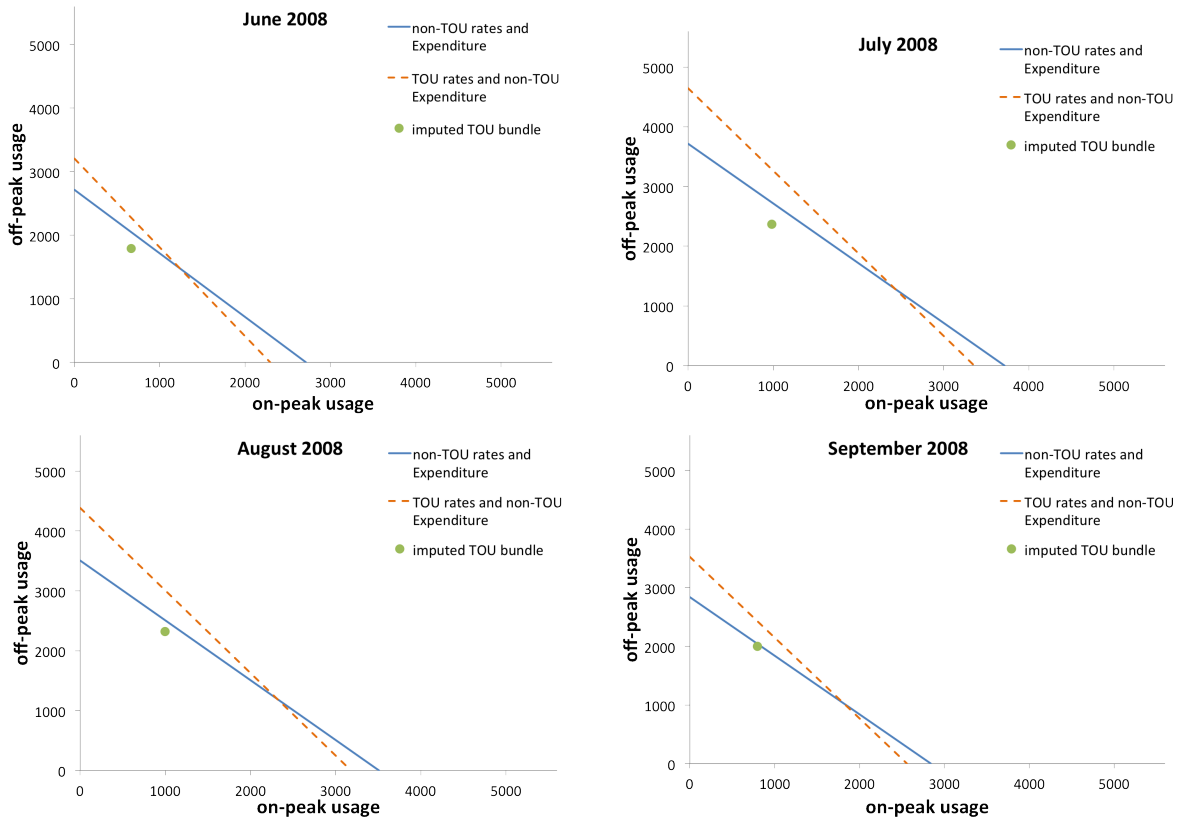 June 2008
non-TOU rates and
Expenditure
TOU rates and non-TOU
Expenditure
imputed TOU bundle
off-peak usage
5000
4000
3000
2000
1000
0
0 1000 2000 3000 4000 5000
on-peak usage
July 2008
non-TOU rates and
Expenditure
TOU rates and non-TOU
Expenditure
imputed TOU bundle
off-peak usage
5000
4000
3000
2000
1000
0
0 1000 2000 3000 4000 5000
on-peak usage
August 2008
non-TOU rates and
Expenditure
TOU rates and non-TOU
Expenditure
imputed TOU bundle
off-peak usage
5000
4000
3000
2000
1000
0
0 1000 2000 3000 4000 5000
on-peak usage
September 2008
non-TOU rates and
Expenditure
TOU rates and non-TOU
Expenditure
imputed TOU bundle
off-peak usage
5000
4000
3000
2000
1000
0
0 1000 2000 3000 4000 5000
on-peak usage